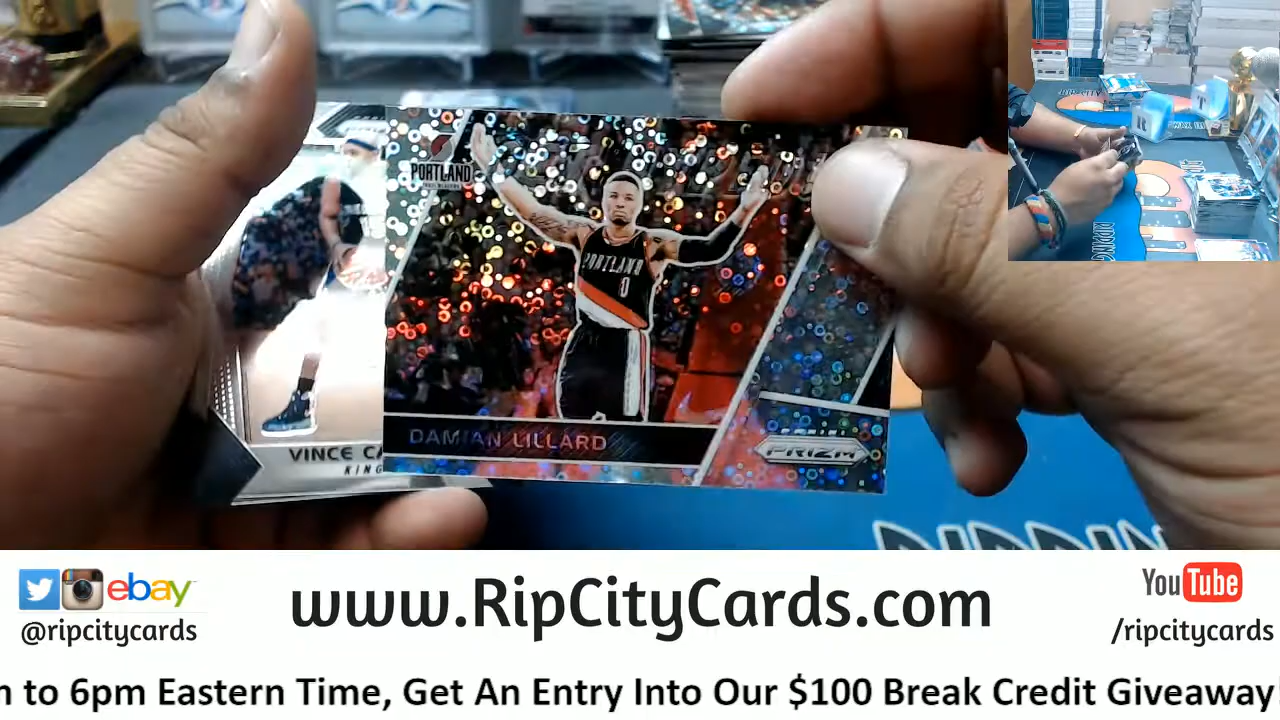 PORTLAND
PORTLAND
0
DAMIAN LILLARD
PRIZM
VINCE CA
KING
RIPPIN
ebay
@ripcitycards
www.RipCityCards.com
YouTube
/ripcitycards
to 6pm Eastern Time, Get An Entry Into Our $100 Break Credit Giveaway!